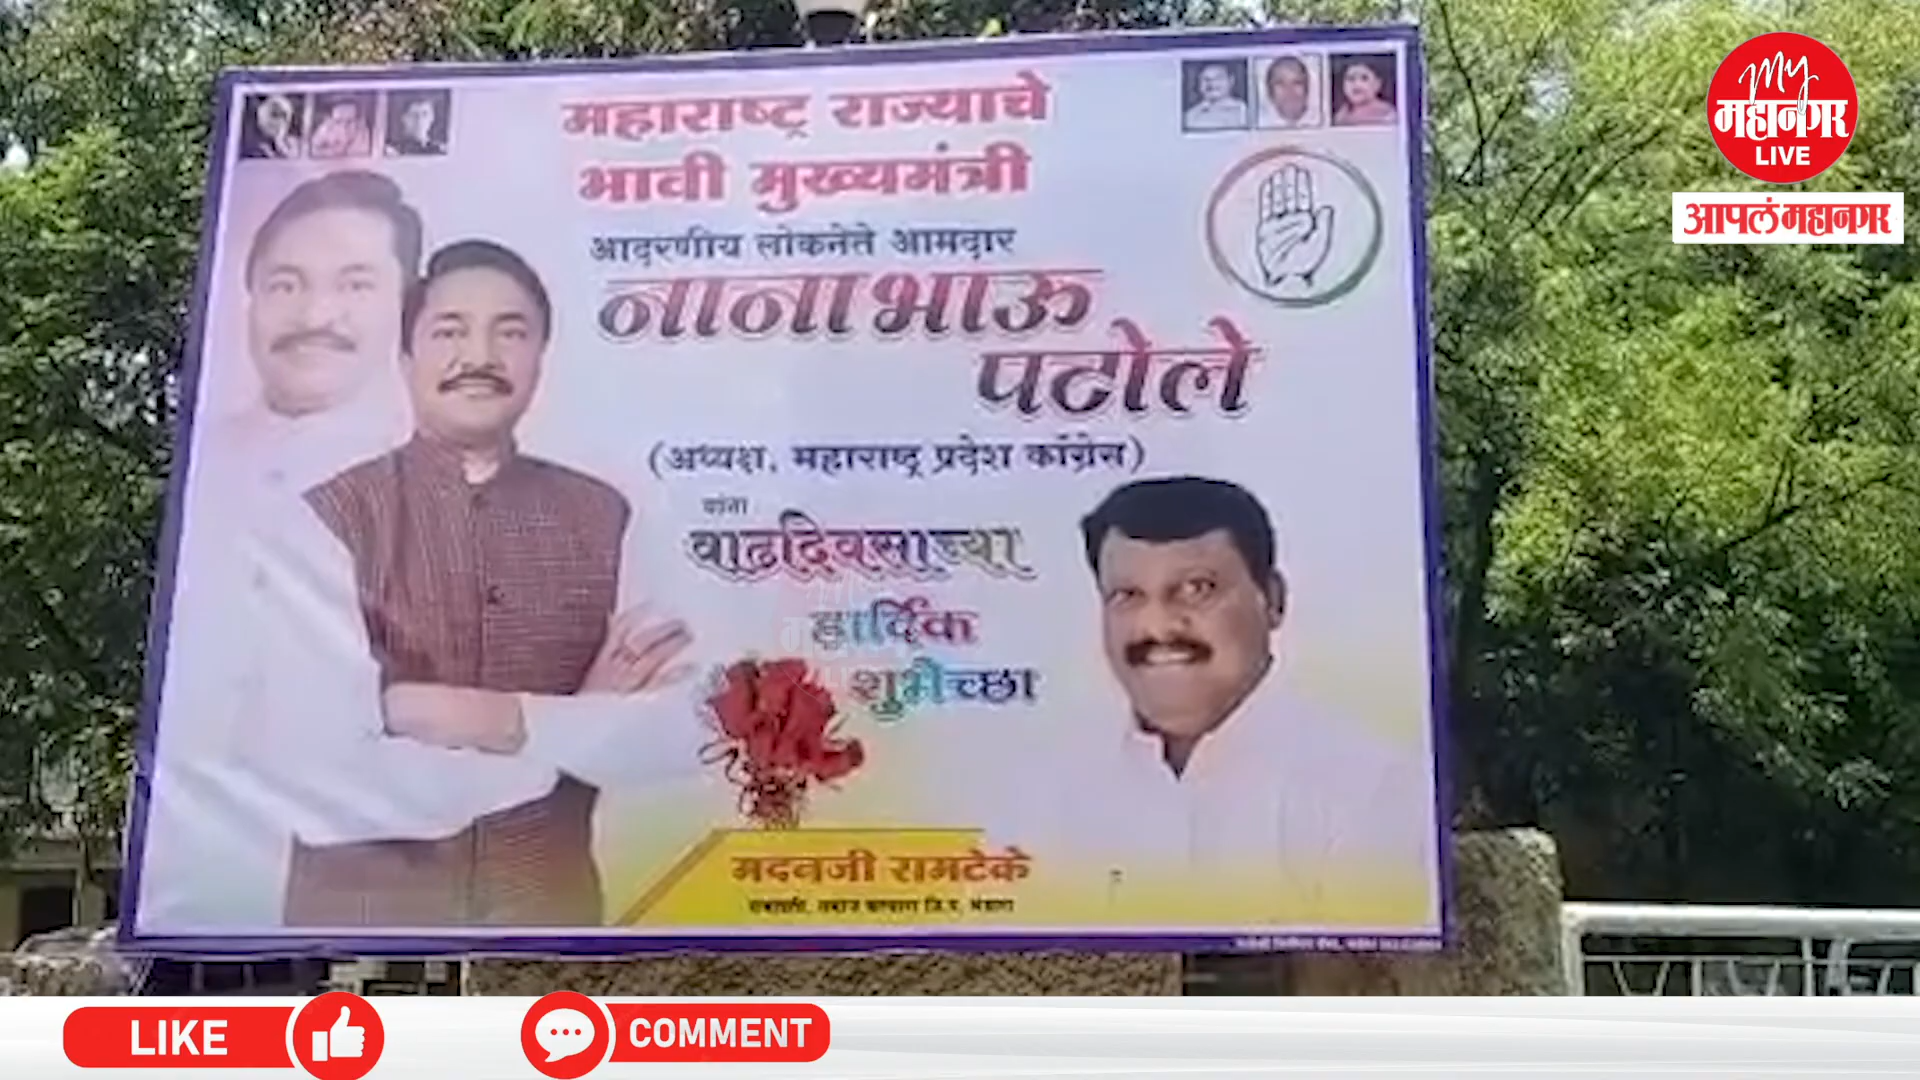 महाराष्ट्र राज्याचे
भावी मुख्यमंत्री
आदरणीय लोकनेते आमदार
नानाभाऊ
पटोले
(अध्यक्ष, महाराष्ट्र प्रदेश काँग्रेस)
यांना
वाढदिवसाच्या
हार्दिक
शुभेच्छा
मदनजी रामटेके
My
महानगर
LIVE
आपलं महानगर
LIKE
COMMENT